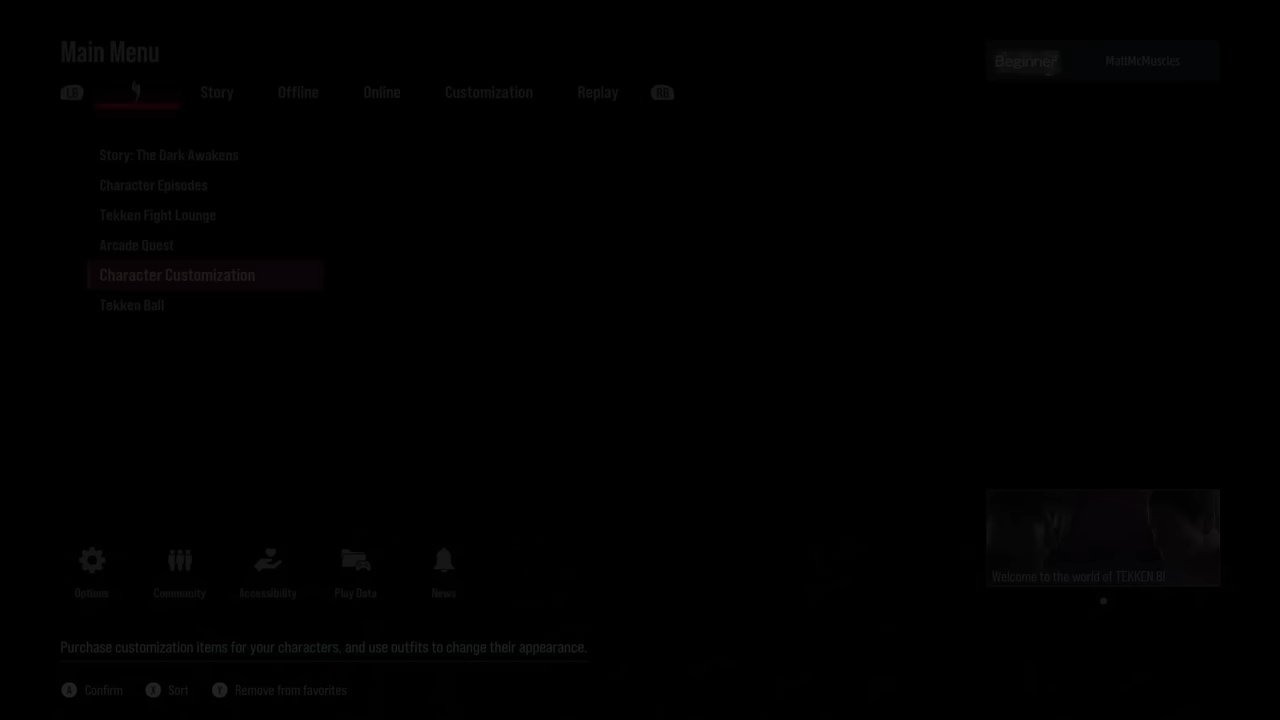 Main Menu
Beginner
MattMcMuscles
LB
Story
Offline
Online
Customization
Replay
RB
Story: The Dark Awakens
Character Episodes
Tekken Fight Lounge
Arcade Quest
Character Customization
Tekken Ball
Welcome to the world of TEKKEN 8!
Options
Community
Accessibility
Play Data
News
Purchase customization items for your characters, and use outfits to change their appearance.
A Confirm
X Sort
Y Remove from favorites